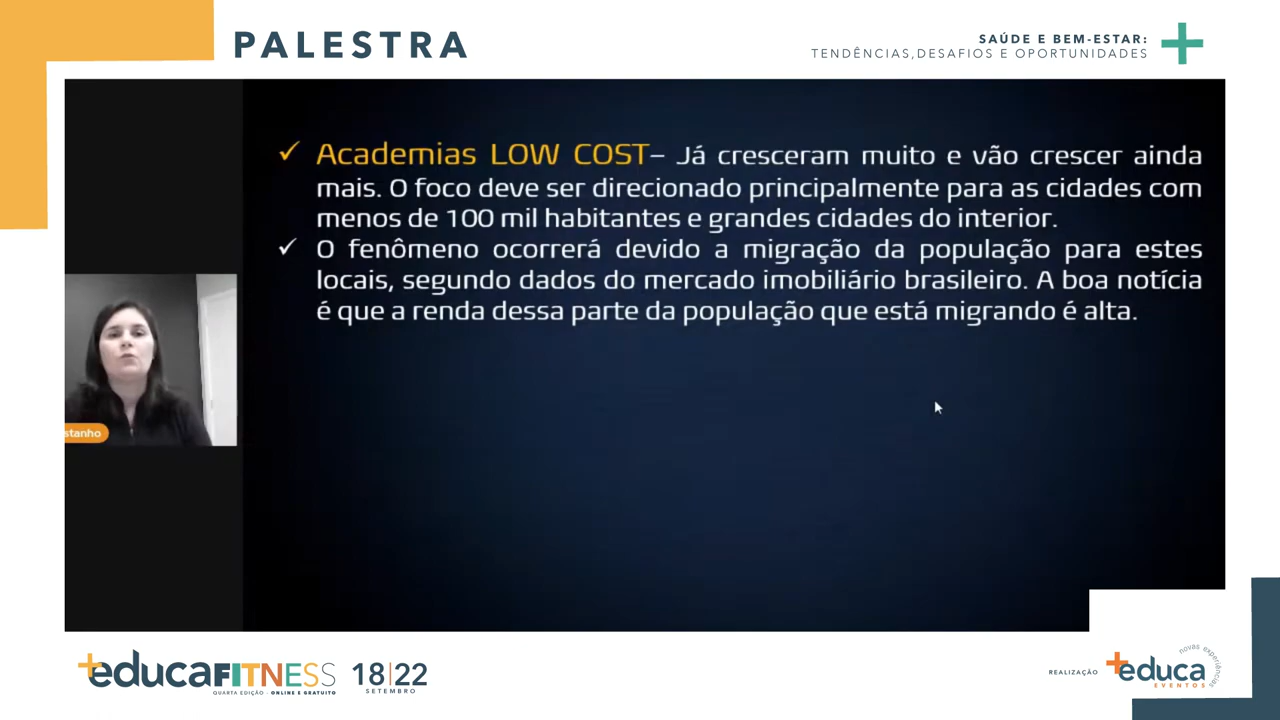 PALESTRA
SAÚDE E BEM-ESTAR:
TENDÊNCIAS,DESAFIOS E OPORTUNIDADES
✓ Academias LOW COST– Já cresceram muito e vão crescer ainda
mais. O foco deve ser direcionado principalmente para as cidades com
menos de 100 mil habitantes e grandes cidades do interior.
✓ O fenômeno ocorrerá devido a migração da população para estes
locais, segundo dados do mercado imobiliário brasileiro. A boa notícia
é que a renda dessa parte da população que está migrando é alta.
stanho
+educaFITNESS
QUARTA EDIÇÃO - ONLINE E GRATUITO
18|22
SETEMBRO
REALIZAÇÃO
+educa
EVENTOS
novas experiências